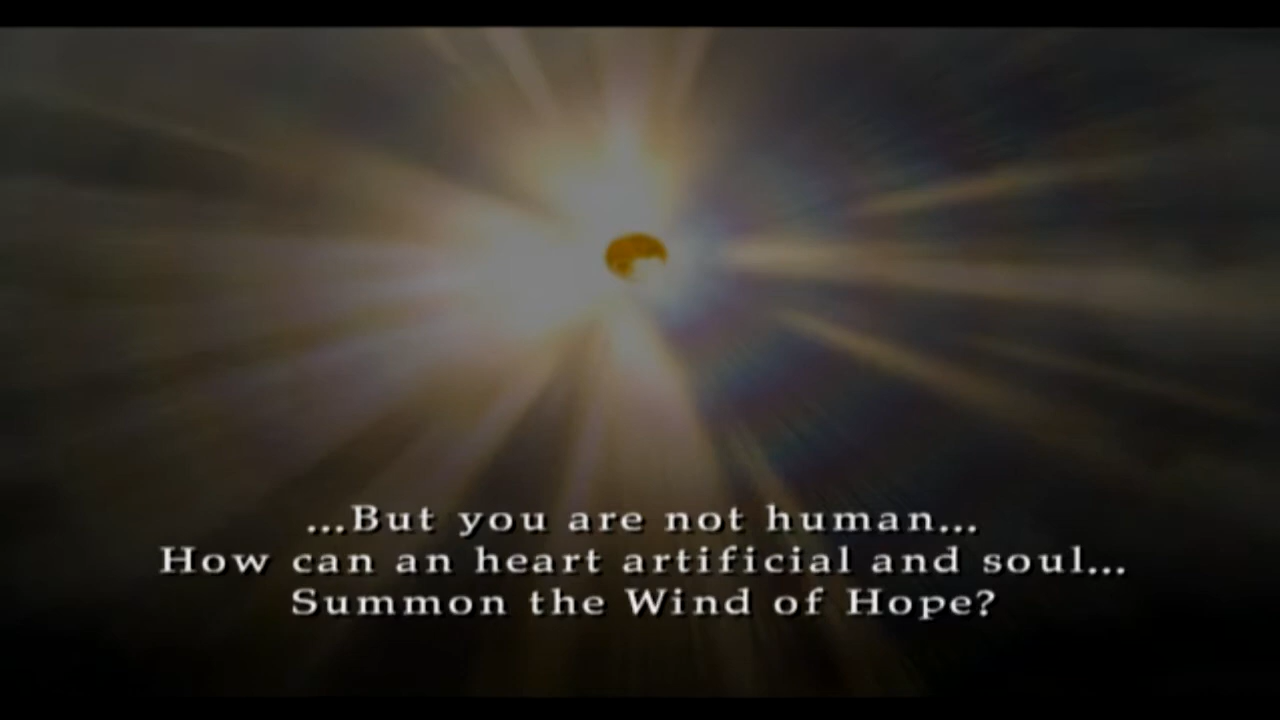 ...But you are not human...
How can an heart artificial and soul...
Summon the Wind of Hope?